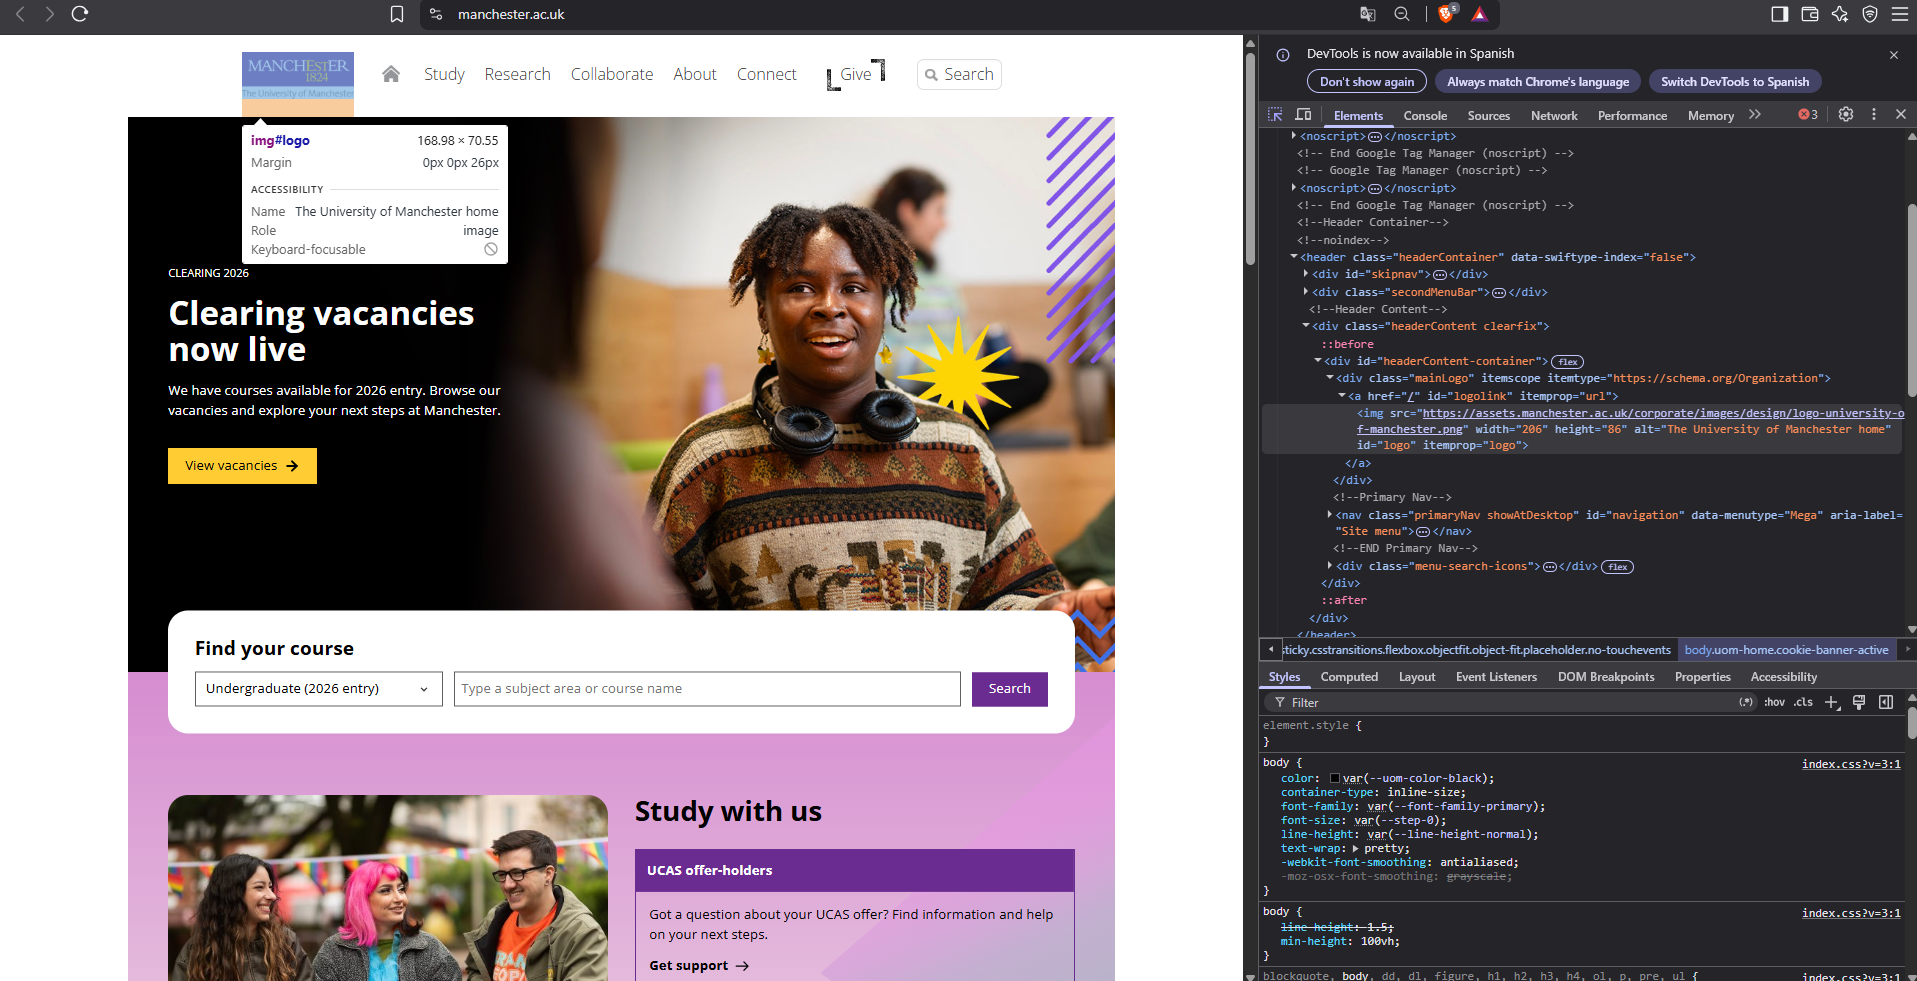 manchester.ac.uk
5
MANCHESTER
1824
The University of Manchester
Study
Research
Collaborate
About
Connect
Give
Search
img#logo
168.98 × 70.55
Margin
0px 0px 26px
ACCESSIBILITY
Name
The University of Manchester home
Role
image
Keyboard-focusable
CLEARING 2026
Clearing vacancies
now live
We have courses available for 2026 entry. Browse our
vacancies and explore your next steps at Manchester.
View vacancies
Find your course
Undergraduate (2026 entry)
Type a subject area or course name
Search
Study with us
UCAS offer-holders
Got a question about your UCAS offer? Find information and help
on your next steps.
Get support
DevTools is now available in Spanish
Don't show again
Always match Chrome's language
Switch DevTools to Spanish
Elements
Console
Sources
Network
Performance
Memory
3
<noscript>…</noscript>
<!-- End Google Tag Manager (noscript) -->
<!-- Google Tag Manager (noscript) -->
<noscript>…</noscript>
<!-- End Google Tag Manager (noscript) -->
<!--Header Container-->
<!--noindex-->
<header class="headerContainer" data-swiftype-index="false">
<div id="skipnav">…</div>
<div class="secondMenuBar">…</div>
<!--Header Content-->
<div class="headerContent clearfix">
::before
<div id="headerContent-container"> flex
<div class="mainLogo" itemscope itemtype="https://schema.org/Organization">
<a href="/" id="logolink" itemprop="url">
<img src="https://assets.manchester.ac.uk/corporate/images/design/logo-university-o
f-manchester.png" width="206" height="86" alt="The University of Manchester home"
id="logo" itemprop="logo">
</a>
</div>
<!--Primary Nav-->
<nav class="primaryNav showAtDesktop" id="navigation" data-menutype="Mega" aria-label=
"Site menu">…</nav>
<!--END Primary Nav-->
<div class="menu-search-icons">…</div> flex
</div>
::after
</div>
</header>
ticky.csstransitions.flexbox.objectfit.object-fit.placeholder.no-touchevents
body.uom-home.cookie-banner-active
Styles
Computed
Layout
Event Listeners
DOM Breakpoints
Properties
Accessibility
Filter
(.*)
:hov
.cls
element.style {
}
body {
index.css?v=3:1
color: var(--uom-color-black);
container-type: inline-size;
font-family: var(--font-family-primary);
font-size: var(--step-0);
line-height: var(--line-height-normal);
text-wrap: pretty;
-webkit-font-smoothing: antialiased;
-moz-osx-font-smoothing: grayscale;
}
body {
index.css?v=3:1
line-height: 1.5;
min-height: 100vh;
}
blockquote, body, dd, dl, figure, h1, h2, h3, h4, ol, p, pre, ul {
index.css?v=3:1